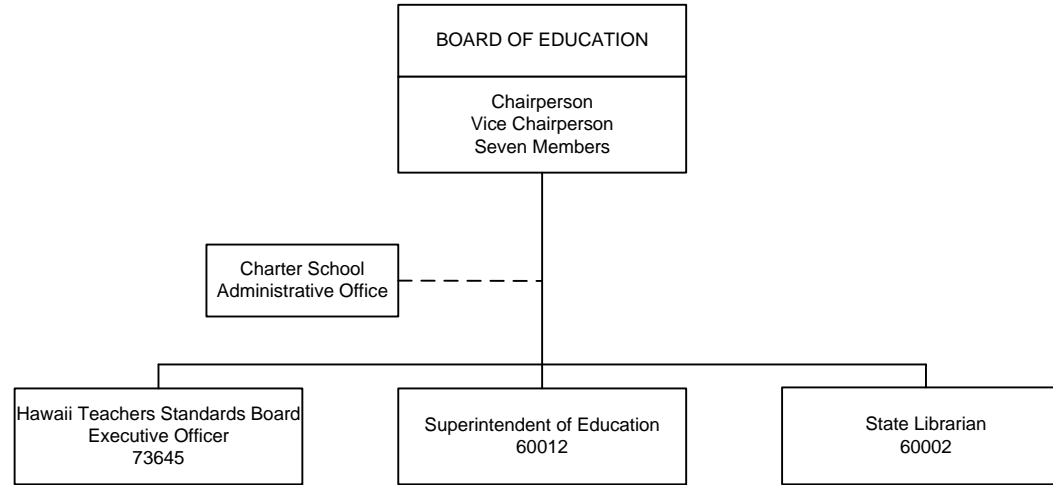 BOARD OF EDUCATION
Chairperson
Vice Chairperson
Seven Members
Charter School
Administrative Office
Hawaii Teachers Standards Board
Executive Officer
73645
Superintendent of Education
60012
State Librarian
60002